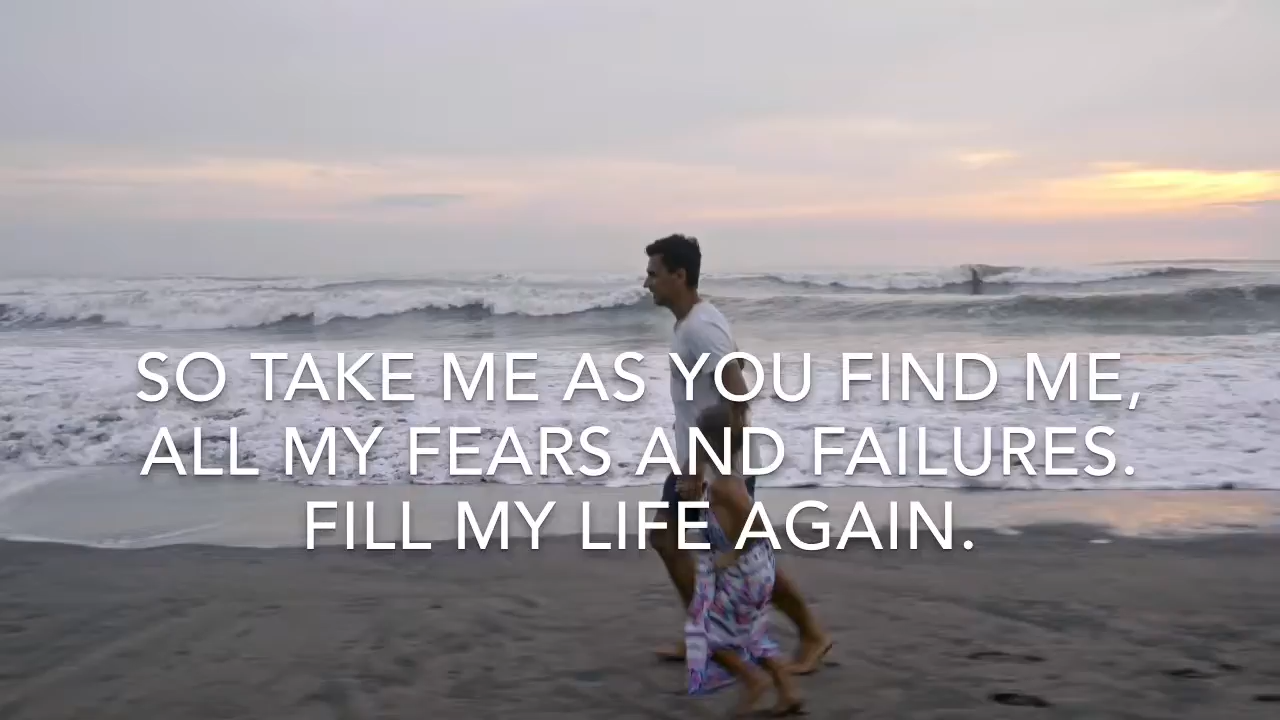 SO TAKE ME AS YOU FIND ME,
ALL MY FEARS AND FAILURES.
FILL MY LIFE AGAIN.